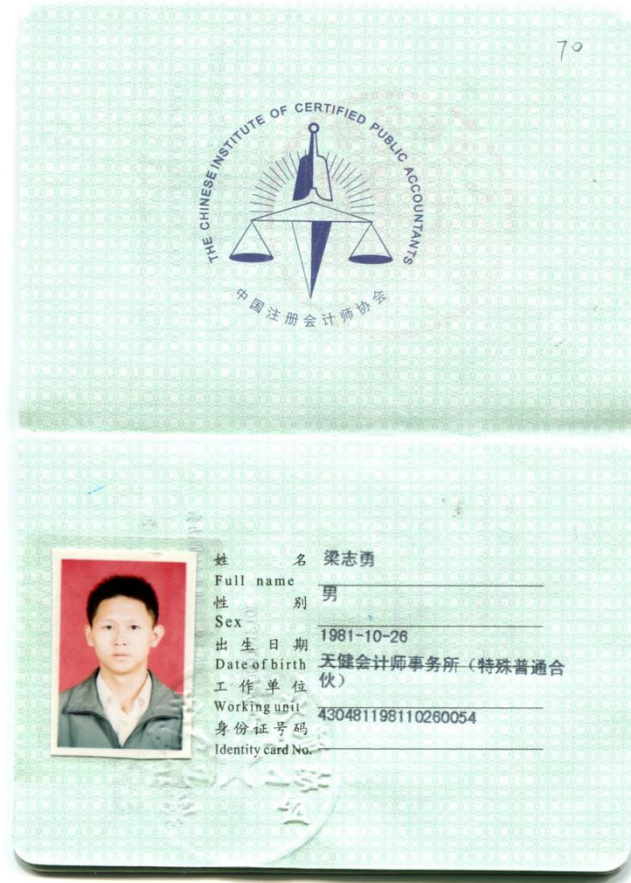 70
THE CHINESE INSTITUTE OF CERTIFIED PUBLIC ACCOUNTANTS
中国注册会计师协会
姓 名 梁志勇
Full name
性 别 男
Sex
出生日期 1981-10-26
Date of birth
工作单位 天健会计师事务所（特殊普通合
伙）
Working unit
身份证号码 430481198110260054
Identity card No.